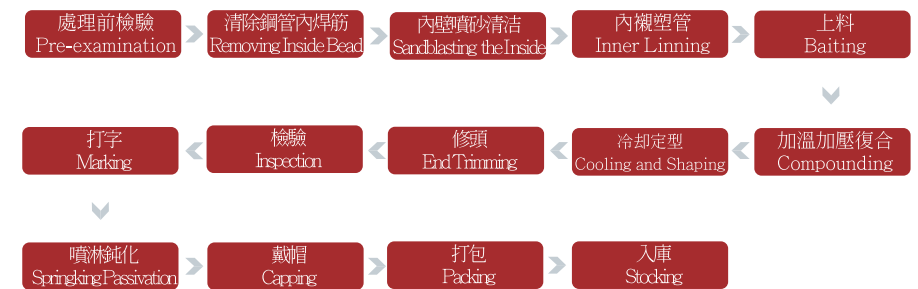 處理前檢驗
Pre-examination
清除鋼管內焊筋
Removing Inside Bead
內壁噴砂清洁
Sandblasting the Inside
內襯塑管
Inner Linning
上料
Baiting
加溫加壓復合
Compounding
冷却定型
Cooling and Shaping
修頭
End Trimming
檢驗
Inspection
打字
Marking
噴淋鈍化
Springking Passivation
戴帽
Capping
打包
Packing
入庫
Stocking